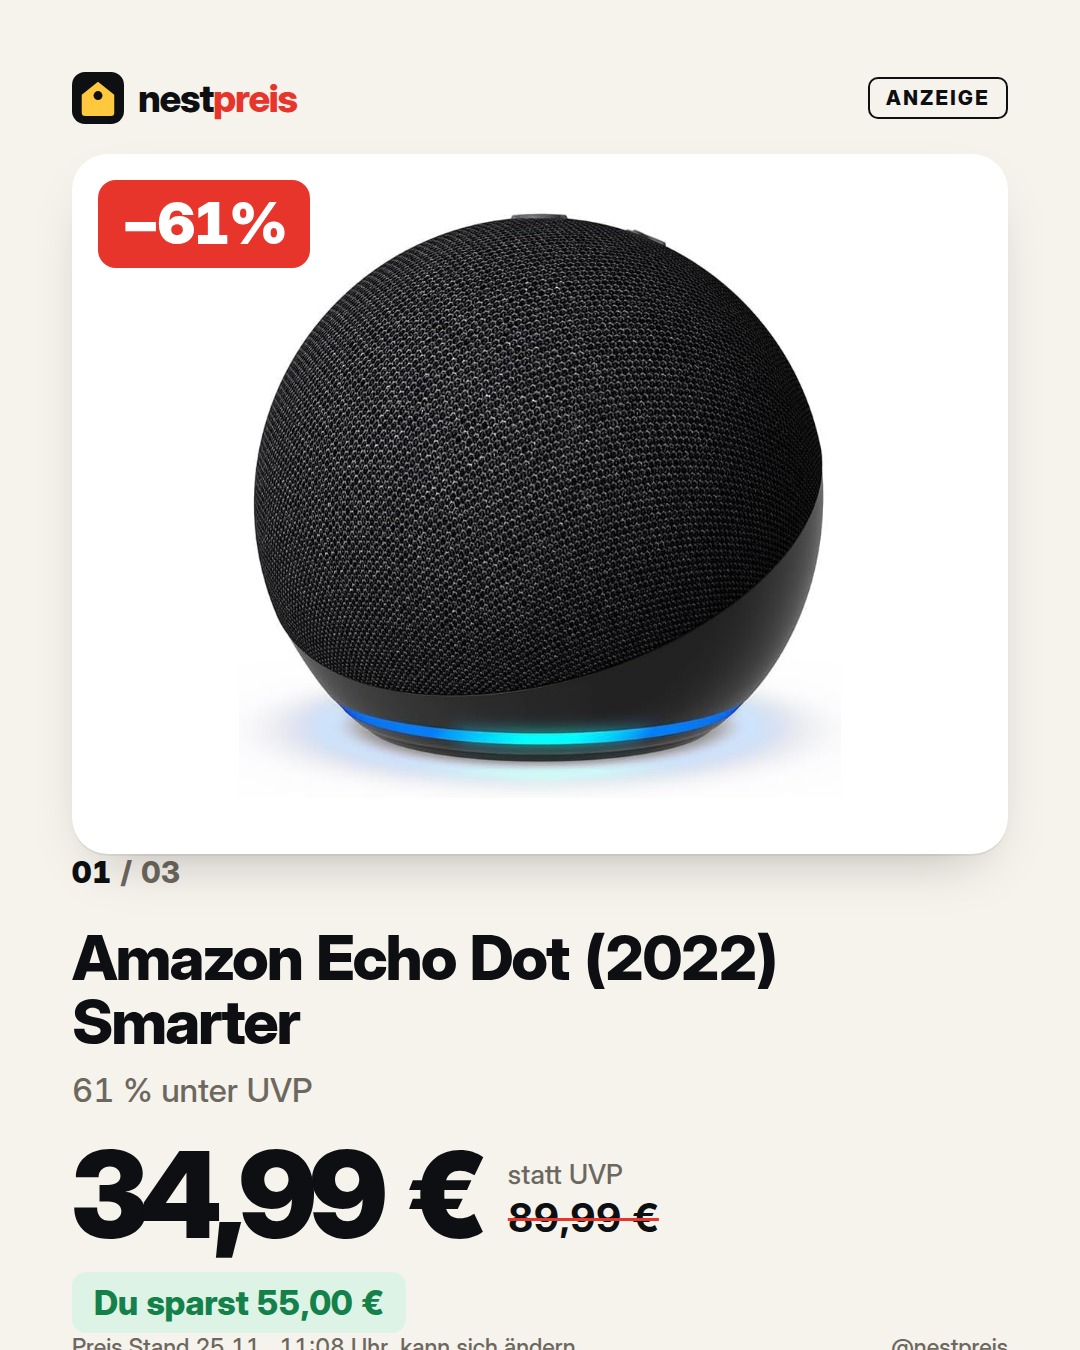 nestpreis
ANZEIGE
–61%
01 / 03
Amazon Echo Dot (2022)
Smarter
61 % unter UVP
34,99 €
statt UVP
89,99 €
Du sparst 55,00 €
Preis Stand 25.11., 11:08 Uhr, kann sich ändern
@nestpreis